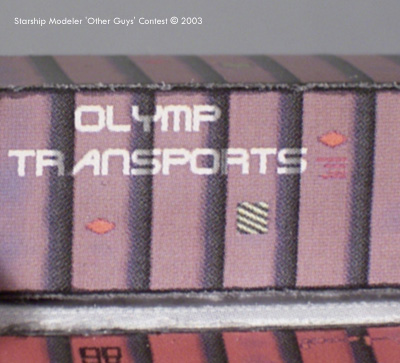 Starship Modeler 'Other Guys' Contest © 2003
OLYMP
TRANSPORTS